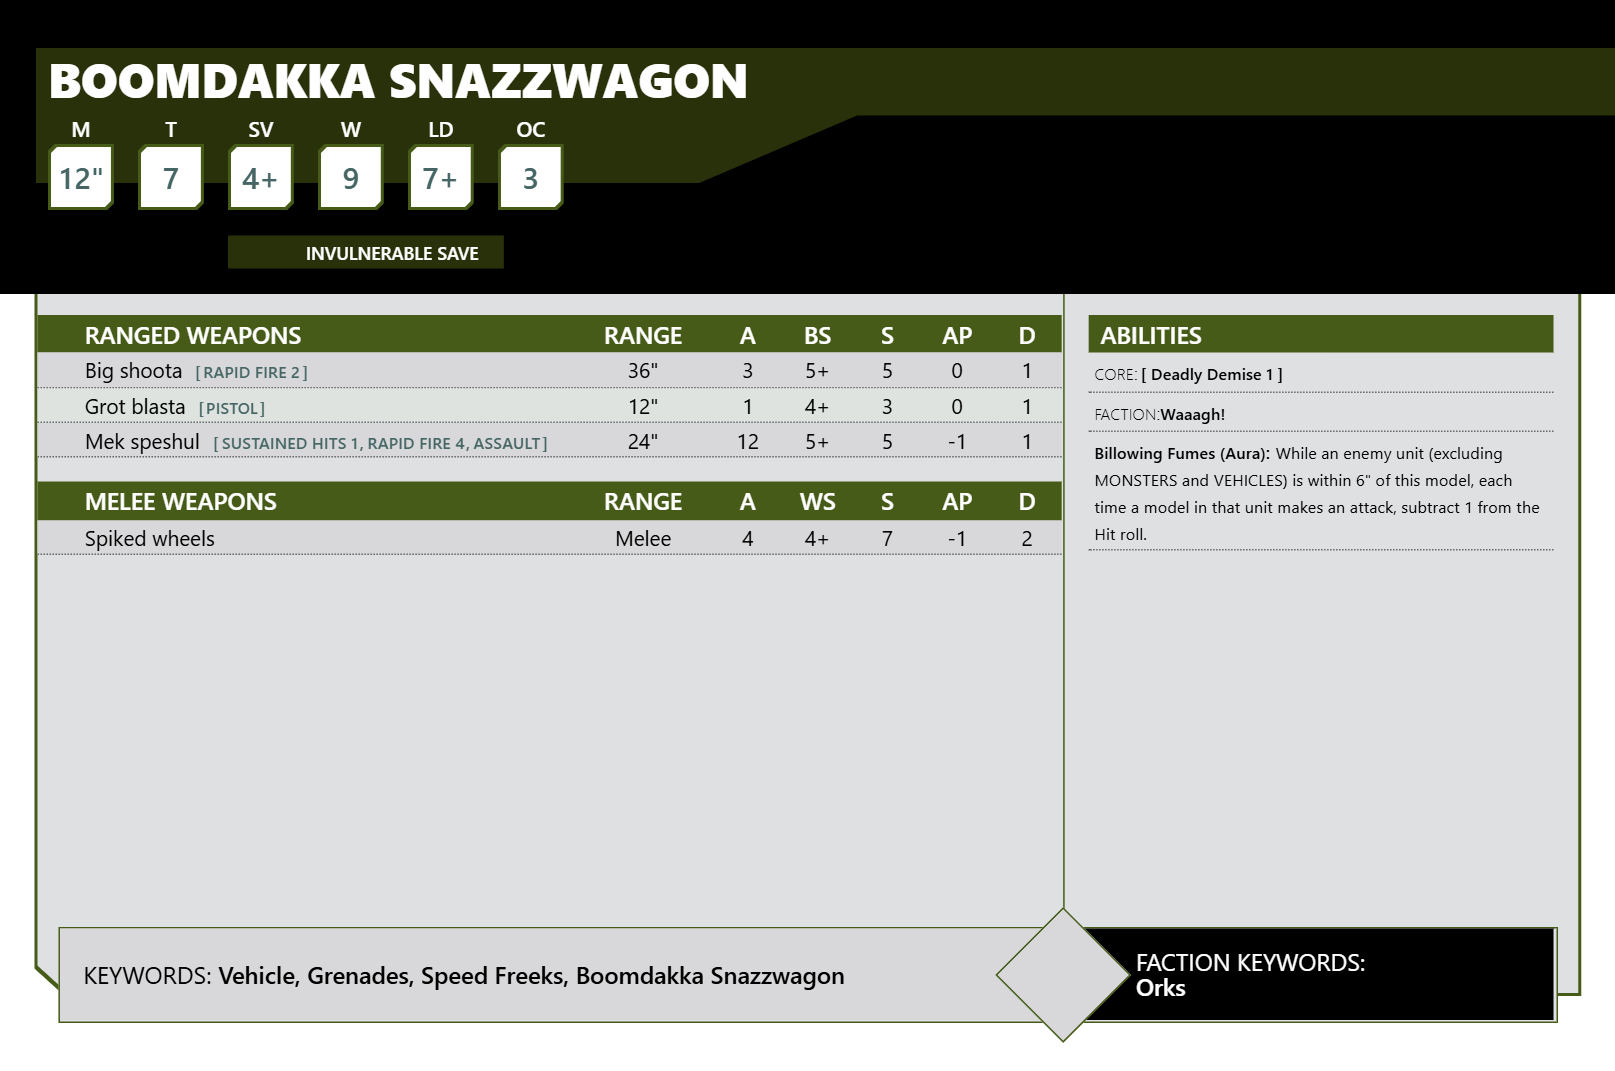 BOOMDAKKA SNAZZWAGON
M T SV W LD OC
12" 7 4+ 9 7+ 3
INVULNERABLE SAVE
RANGED WEAPONS RANGE A BS S AP D
Big shoota [RAPID FIRE 2] 36" 3 5+ 5 0 1
Grot blasta [PISTOL] 12" 1 4+ 3 0 1
Mek speshul [SUSTAINED HITS 1, RAPID FIRE 4, ASSAULT] 24" 12 5+ 5 -1 1
MELEE WEAPONS RANGE A WS S AP D
Spiked wheels Melee 4 4+ 7 -1 2
ABILITIES
CORE: [ Deadly Demise 1 ]
FACTION:Waaagh!
Billowing Fumes (Aura): While an enemy unit (excluding
MONSTERS and VEHICLES) is within 6" of this model, each
time a model in that unit makes an attack, subtract 1 from the
Hit roll.
KEYWORDS: Vehicle, Grenades, Speed Freeks, Boomdakka Snazzwagon
FACTION KEYWORDS:
Orks